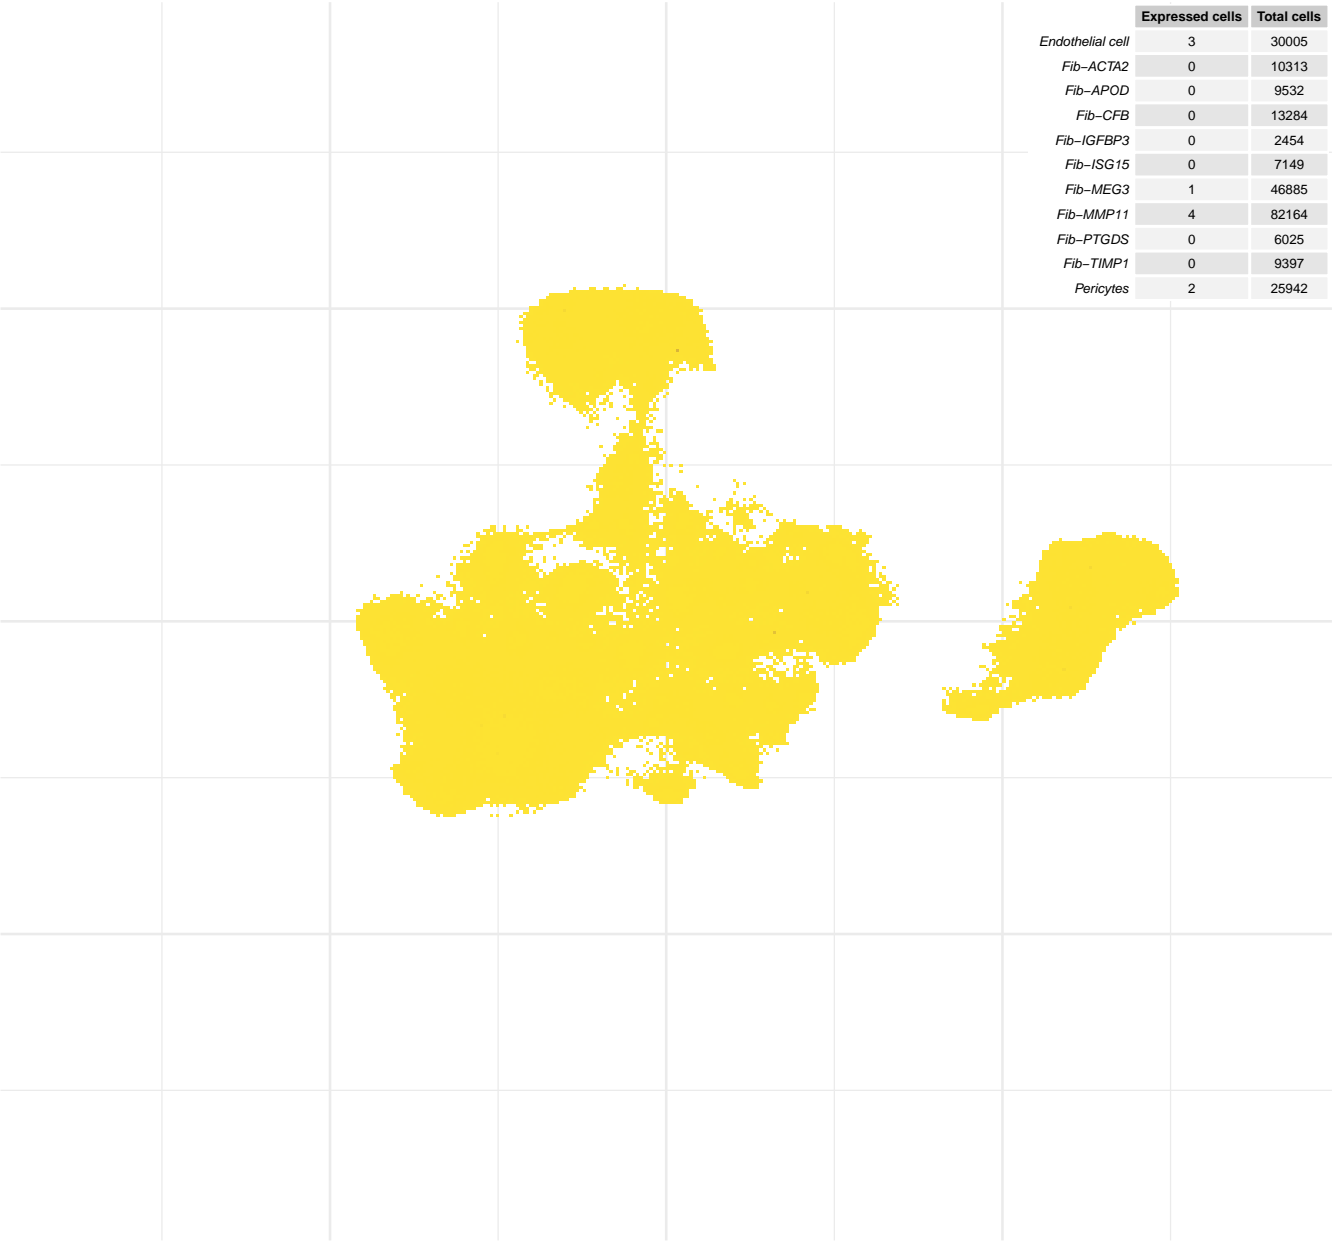 Expressed cells Total cells
Endothelial cell 3 30005
Fib−ACTA2 0 10313
Fib−APOD 0 9532
Fib−CFB 0 13284
Fib−IGFBP3 0 2454
Fib−ISG15 0 7149
Fib−MEG3 1 46885
Fib−MMP11 4 82164
Fib−PTGDS 0 6025
Fib−TIMP1 0 9397
Pericytes 2 25942